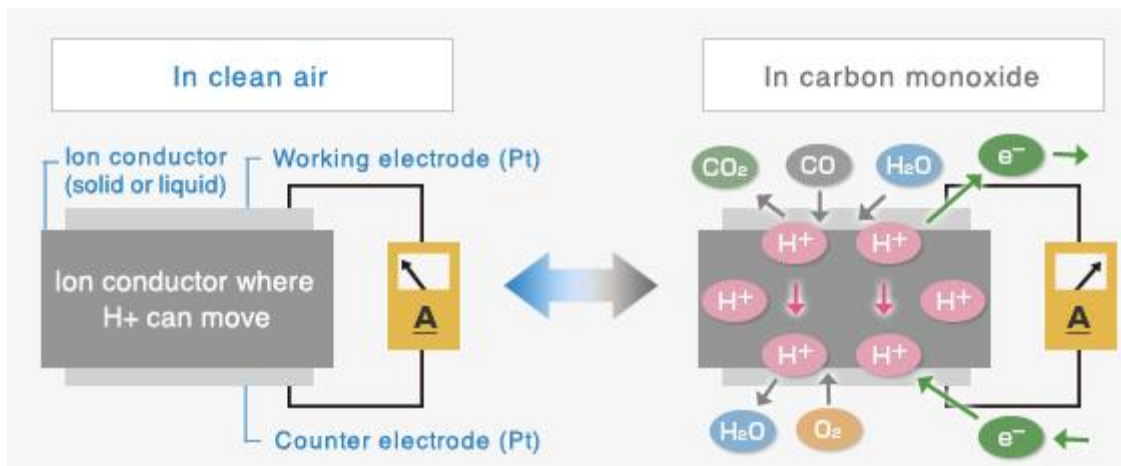 In clean air
In carbon monoxide
Ion conductor
(solid or liquid)
Working electrode (Pt)
Ion conductor where
H+ can move
A
Counter electrode (Pt)
CO₂
CO
H₂O
e⁻
H⁺
H⁺
H⁺
H⁺
A
H⁺
H⁺
H₂O
O₂
e⁻